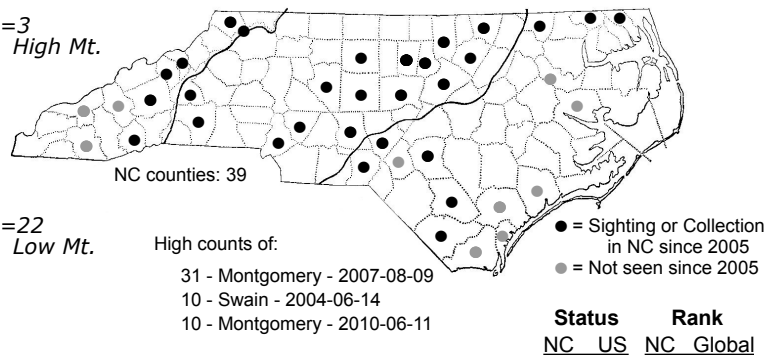 =3
High Mt.
NC counties: 39
=22
Low Mt.
High counts of:
31 - Montgomery - 2007-08-09
10 - Swain - 2004-06-14
10 - Montgomery - 2010-06-11
= Sighting or Collection
in NC since 2005
= Not seen since 2005
Status Rank
NC US NC Global